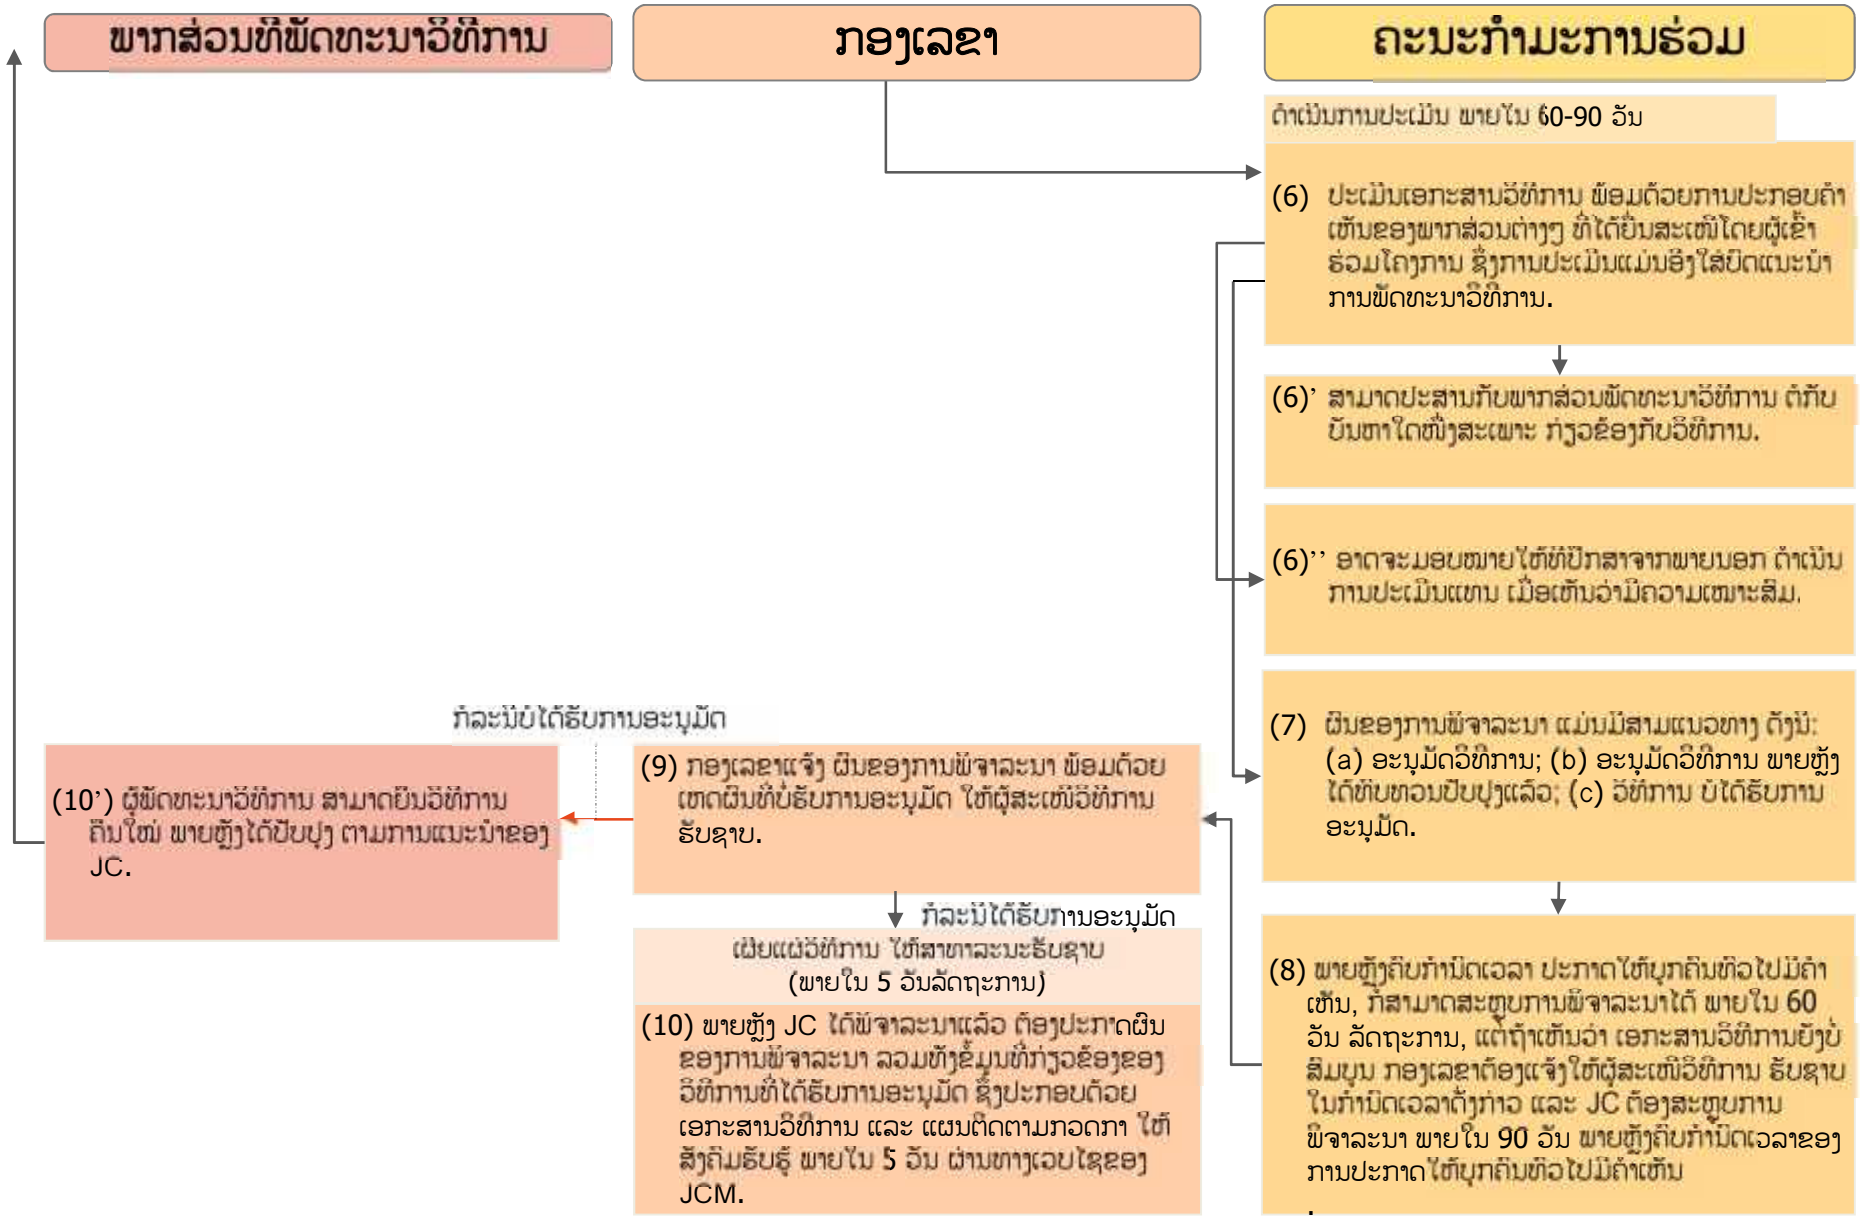 ພາກສ່ວນທີ່ພັດທະນາວິທີການ
ກອງເລຂາ
ຄະນະກຳມະການຮ່ວມ
ດຳເນີນການປະເມີນ ພາຍໃນ 60-90 ວັນ
(6) ປະເມີນເອກະສານວິທີການ ພ້ອມດ້ວຍການປະກອບຄຳ
ເຫັນຂອງພາກສ່ວນຕ່າງໆ ທີ່ໄດ້ຍື່ນສະເໜີໂດຍຜູ້ເຂົ້າ
ຮ່ວມໂຄງການ ຊຶ່ງການປະເມີນແມ່ນອີງໃສ່ບົດແນະນຳ
ການພັດທະນາວິທີການ.
(6)’ ສາມາດປະສານກັບພາກສ່ວນພັດທະນາວິທີການ ຕໍ່ກັບ
ບັນຫາໃດໜຶ່ງສະເພາະ ກ່ຽວຂ້ອງກັບວິທີການ.
(6)’’ ອາດຈະມອບໝາຍໃຫ້ທີ່ປຶກສາຈາກພາຍນອກ ດຳເນີນ
ການປະເມີນແທນ ເມື່ອເຫັນວ່າມີຄວາມເໝາະສົມ.
(7) ຜົນຂອງການພິຈາລະນາ ແມ່ນມີສາມແນວທາງ ດັ່ງນີ້:
(a) ອະນຸມັດວິທີການ; (b) ອະນຸມັດວິທີການ ພາຍຫຼັງ
ໄດ້ທົບທວນປັບປຸງແລ້ວ; (c) ວິທີການ ບໍ່ໄດ້ຮັບການ
ອະນຸມັດ.
ກໍລະນີບໍ່ໄດ້ຮັບການອະນຸມັດ
(9) ກອງເລຂາແຈ້ງ ຜົນຂອງການພິຈາລະນາ ພ້ອມດ້ວຍ
ເຫດຜົນທີ່ບໍ່ຮັບການອະນຸມັດ ໃຫ້ຜູ້ສະເໜີວິທີການ
ຮັບຊາບ.
(10’) ຜູ້ພັດທະນາວິທີການ ສາມາດຍື່ນວິທີການ
ຄືນໃໝ່ ພາຍຫຼັງໄດ້ປັບປຸງ ຕາມການແນະນຳຂອງ
JC.
ກໍລະນີໄດ້ຮັບການອະນຸມັດ
ເຜີຍແຜ່ວິທີການ ໃຫ້ສາທາລະນະຮັບຊາບ
(ພາຍໃນ 5 ວັນລັດຖະການ)
(10) ພາຍຫຼັງ JC ໄດ້ພິຈາລະນາແລ້ວ ຕ້ອງປະກາດຜົນ
ຂອງການພິຈາລະນາ ລວມທັງຂໍ້ມູນທີ່ກ່ຽວຂ້ອງຂອງ
ວິທີການທີ່ໄດ້ຮັບການອະນຸມັດ ຊຶ່ງປະກອບດ້ວຍ
ເອກະສານວິທີການ ແລະ ແຜນຕິດຕາມກວດກາ ໃຫ້
ສັງຄົມຮັບຮູ້ ພາຍໃນ 5 ວັນ ຜ່ານທາງເວບໄຊຂອງ
JCM.
(8) ພາຍຫຼັງຄົບກຳນົດເວລາ ປະກາດໃຫ້ບຸກຄົນທົ່ວໄປມີຄຳ
ເຫັນ, ກໍ່ສາມາດສະຫຼຸບການພິຈາລະນາໄດ້ ພາຍໃນ 60
ວັນ ລັດຖະການ, ແຕ່ຖ້າເຫັນວ່າ ເອກະສານວິທີການຍັງບໍ່
ສົມບູນ ກອງເລຂາຕ້ອງແຈ້ງໃຫ້ຜູ້ສະເໜີວິທີການ ຮັບຊາບ
ໃນກຳນົດເວລາດັ່ງກ່າວ ແລະ JC ຕ້ອງສະຫຼຸບການ
ພິຈາລະນາ ພາຍໃນ 90 ວັນ ພາຍຫຼັງຄົບກຳນົດເວລາຂອງ
ການປະກາດໃຫ້ບຸກຄົນທົ່ວໄປມີຄຳເຫັນ